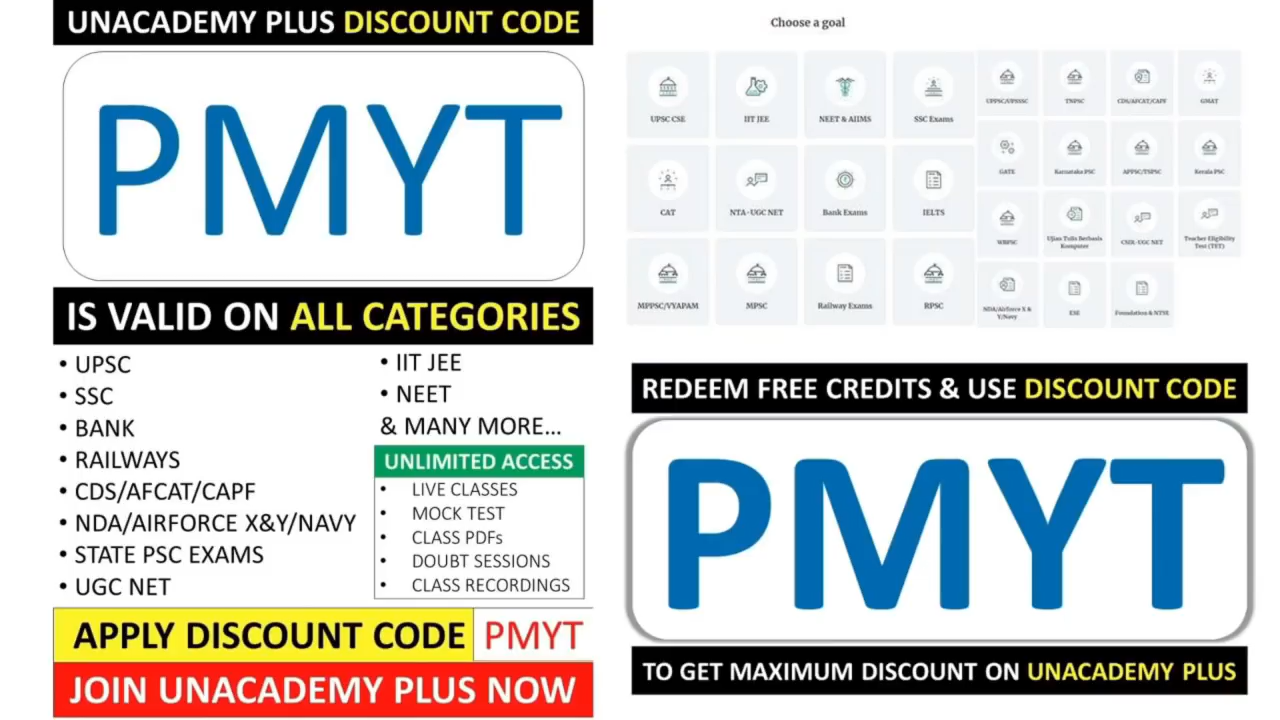 UNACADEMY PLUS DISCOUNT CODE
PMYT
IS VALID ON ALL CATEGORIES
• UPSC
• SSC
• BANK
• RAILWAYS
• CDS/AFCAT/CAPF
• NDA/AIRFORCE X&Y/NAVY
• STATE PSC EXAMS
• UGC NET
• IIT JEE
• NEET
& MANY MORE...
UNLIMITED ACCESS
• LIVE CLASSES
• MOCK TEST
• CLASS PDFs
• DOUBT SESSIONS
• CLASS RECORDINGS
APPLY DISCOUNT CODE PMYT
JOIN UNACADEMY PLUS NOW
Choose a goal
UPSC CSE
IIT JEE
NEET & AIIMS
SSC Exams
CAT
NTA-UGC NET
Bank Exams
IELTS
MPPSC/VYAPAM
MPSC
Railway Exams
RPSC
UPPSC/UPSSSC
TNPSC
CDS/AFCAT/CAPF
GMAT
GATE
Karnataka PSC
APPSC/TSPSC
Kerala PSC
WBPSC
Ujian Tulis Berbasis
Komputer
CSIR-UGC NET
Teacher Eligibility
Test (TET)
NDA/Airforce X &
Y/Navy
ESE
Foundation & NTSE
REDEEM FREE CREDITS & USE DISCOUNT CODE
PMYT
TO GET MAXIMUM DISCOUNT ON UNACADEMY PLUS